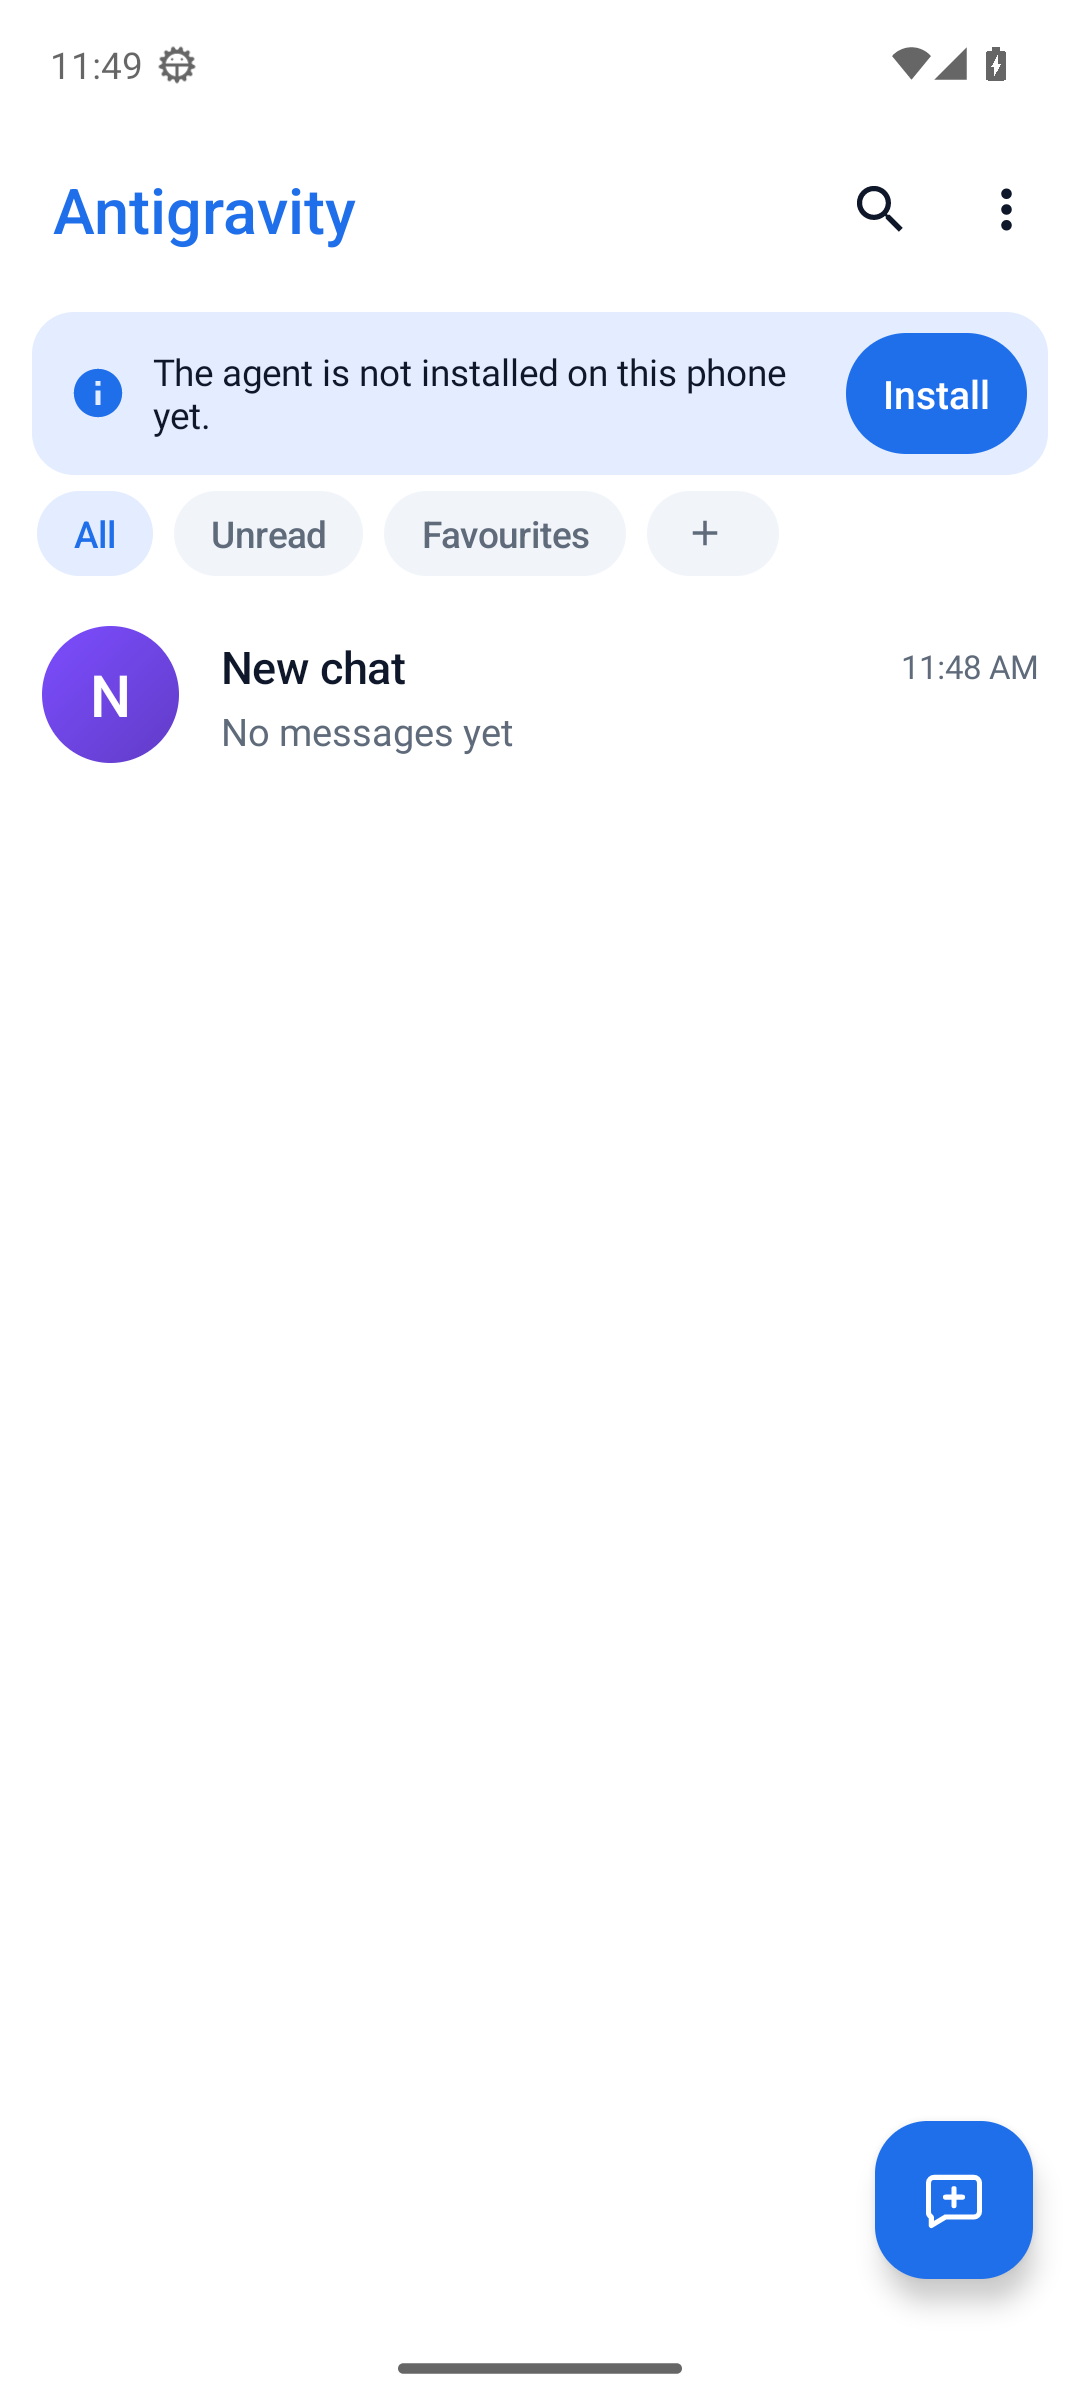 11:49
Antigravity
The agent is not installed on this phone
yet.
Install
All
Unread
Favourites
+
N
New chat
11:48 AM
No messages yet